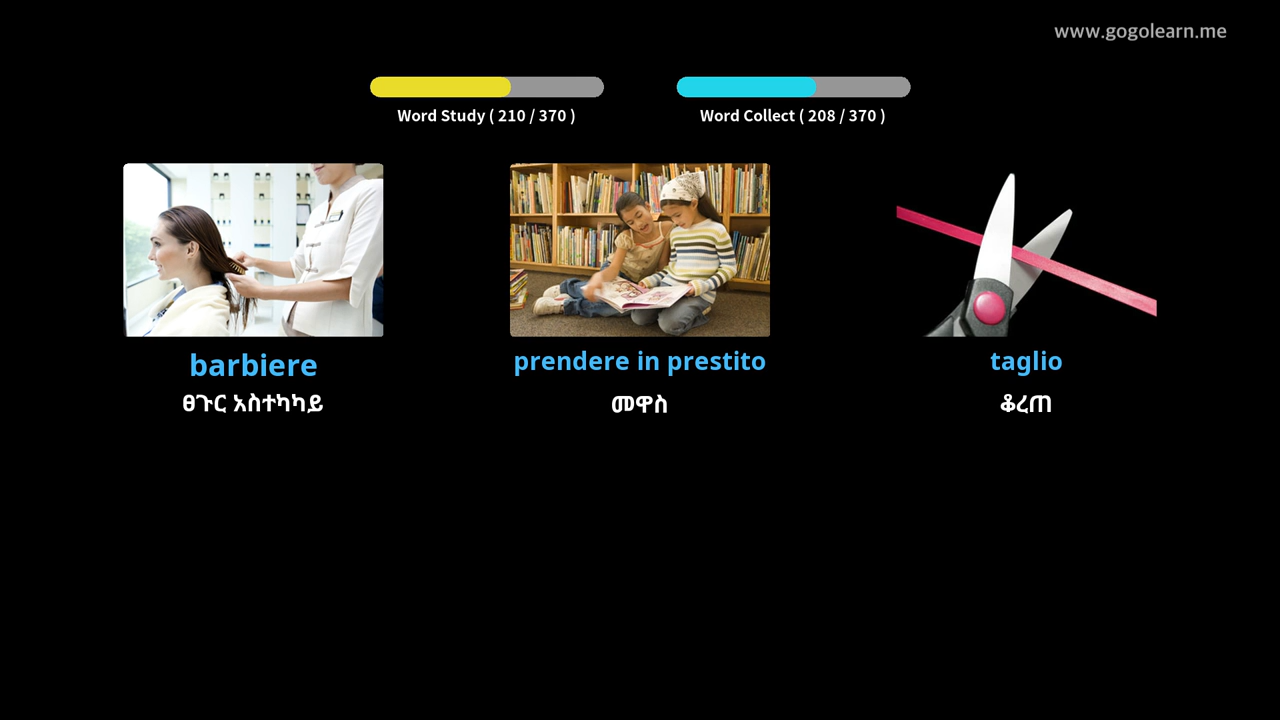 www.gogolearn.me
Word Study ( 210 / 370 )
Word Collect ( 208 / 370 )
barbiere
prendere in prestito
taglio
ፀጉር አስተካካይ
መዋስ
ቆረጠ